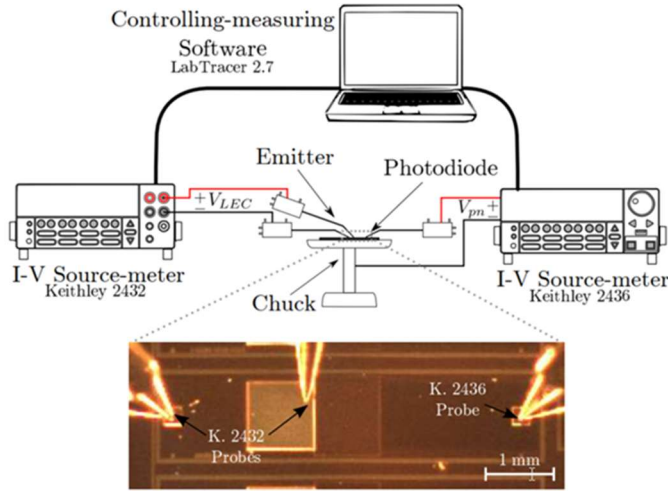 Controlling-measuring
Software
LabTracer 2.7
Emitter
Photodiode
+
− V_LEC
V_pn +
−
I-V Source-meter
Keithley 2432
I-V Source-meter
Keithley 2436
Chuck
K. 2432
Probes
K. 2436
Probe
1 mm